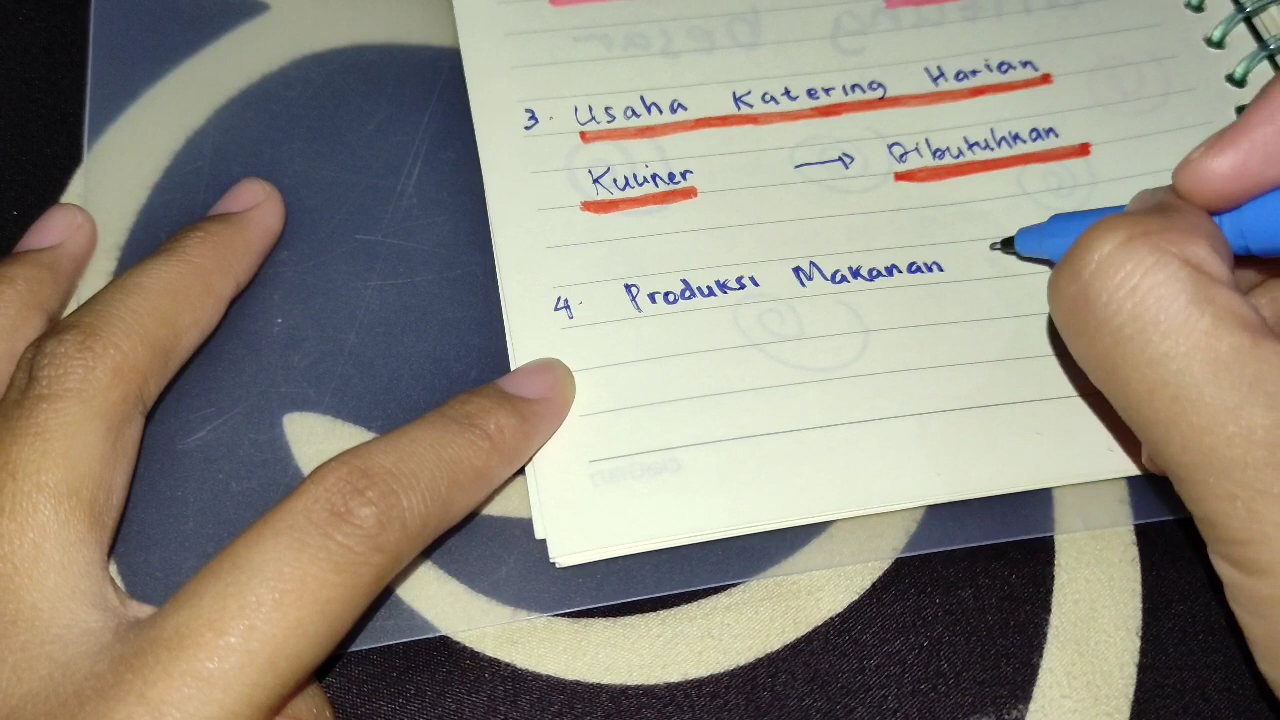 3. Usaha Katering Harian
Kuliner → Dibutuhkan
4. Produksi Makanan